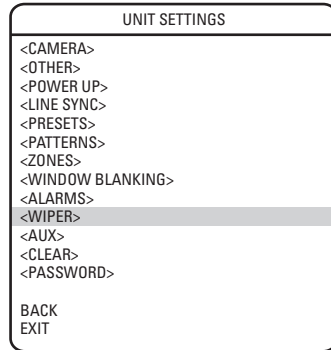 UNIT SETTINGS
<CAMERA>
<OTHER>
<POWER UP>
<LINE SYNC>
<PRESETS>
<PATTERNS>
<ZONES>
<WINDOW BLANKING>
<ALARMS>
<WIPER>
<AUX>
<CLEAR>
<PASSWORD>
BACK
EXIT